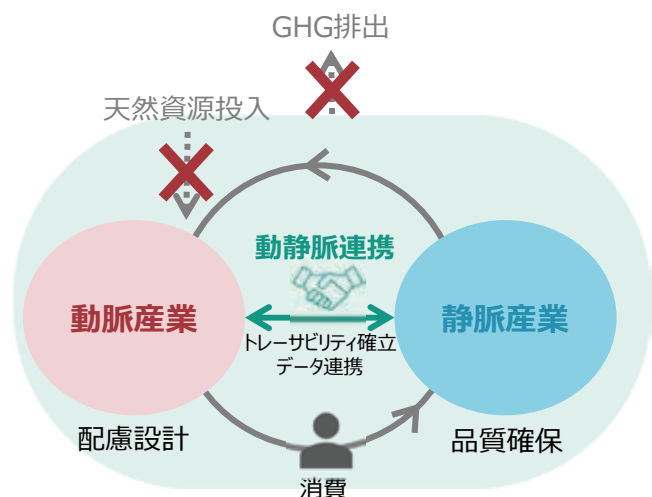 GHG排出
天然資源投入
動静脈連携
動脈産業
静脈産業
トレーサビリティ確立
データ連携
配慮設計
品質確保
消費